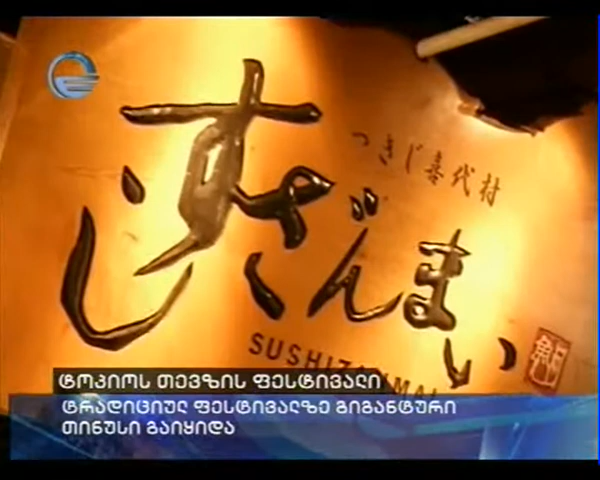 つきじ喜代村
すしざんまい
SUSHIZANMAI
ტოკიოს თევზის ფესტივალი
ტრადიციულ ფესტივალზე გიგანტური
თინუსი გაიყიდა